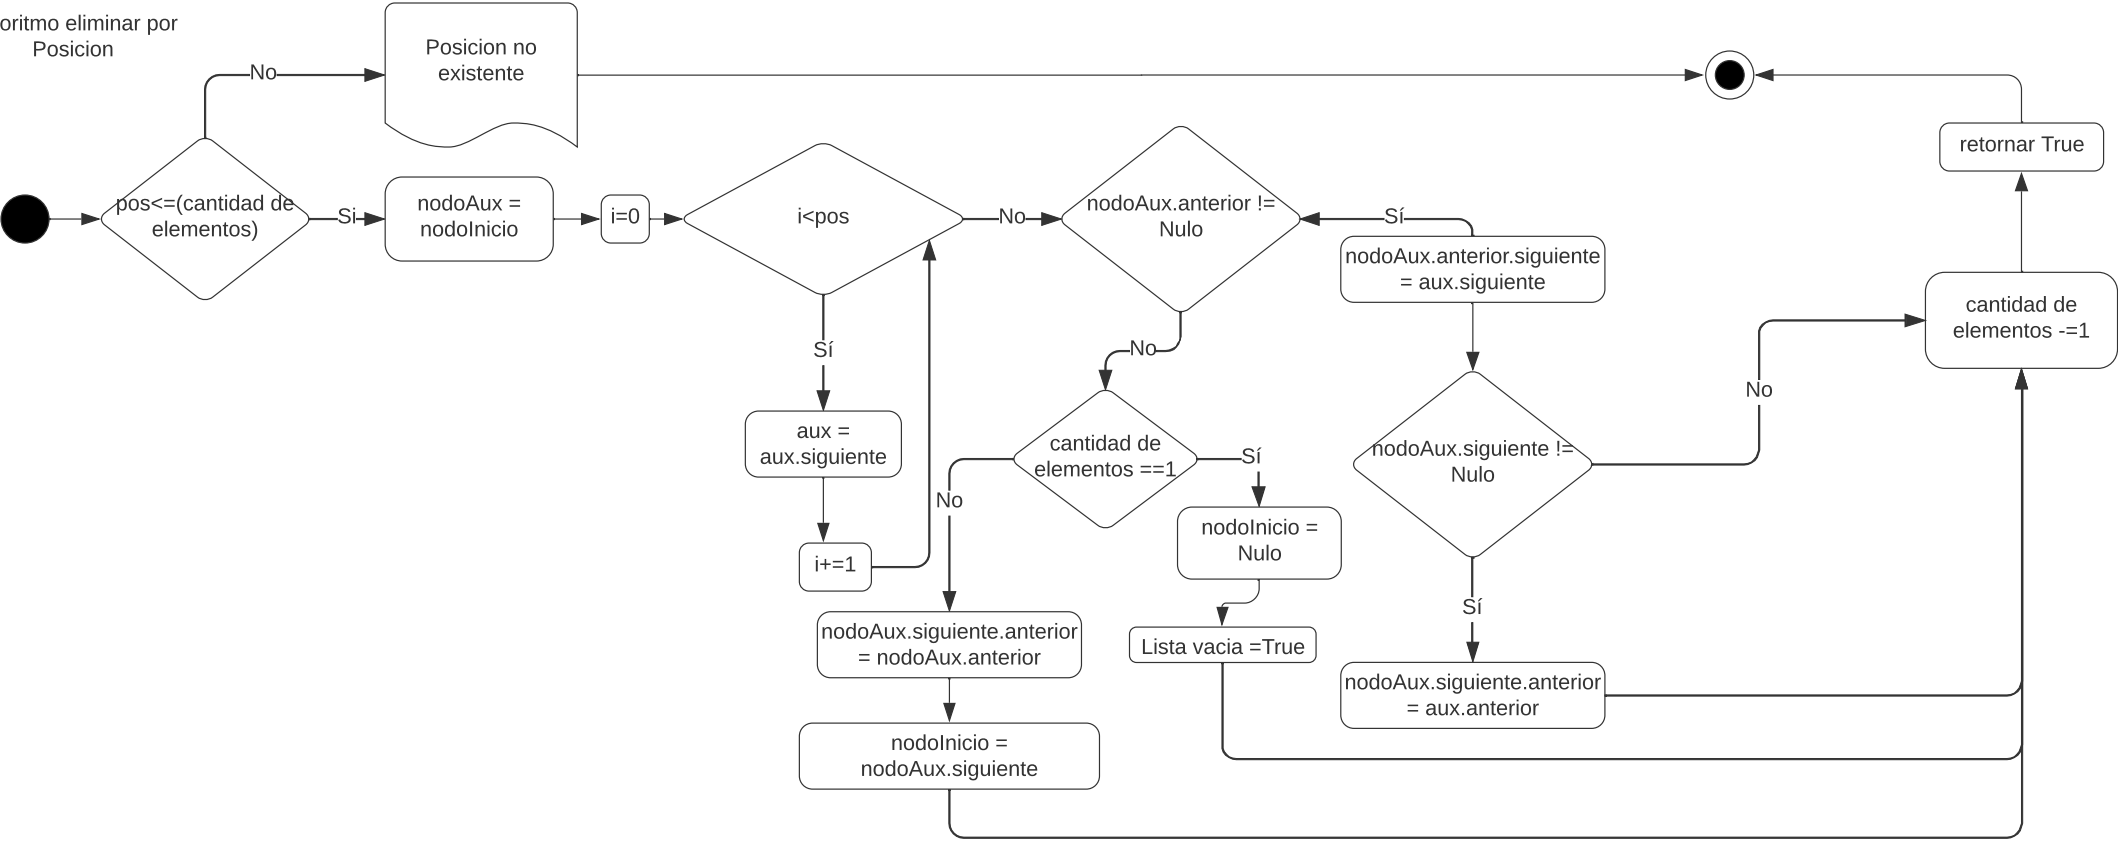 oritmo eliminar por
Posicion
No
Posicion no
existente
pos<=(cantidad de
elementos)
Si
nodoAux =
nodoInicio
i=0
i<pos
No
Sí
aux =
aux.siguiente
i+=1
nodoAux.anterior !=
Nulo
Sí
nodoAux.anterior.siguiente
= aux.siguiente
No
cantidad de
elementos ==1
No
Sí
nodoInicio =
Nulo
Lista vacia =True
nodoAux.siguiente.anterior
= nodoAux.anterior
nodoInicio =
nodoAux.siguiente
nodoAux.siguiente !=
Nulo
No
Sí
nodoAux.siguiente.anterior
= aux.anterior
cantidad de
elementos -=1
retornar True